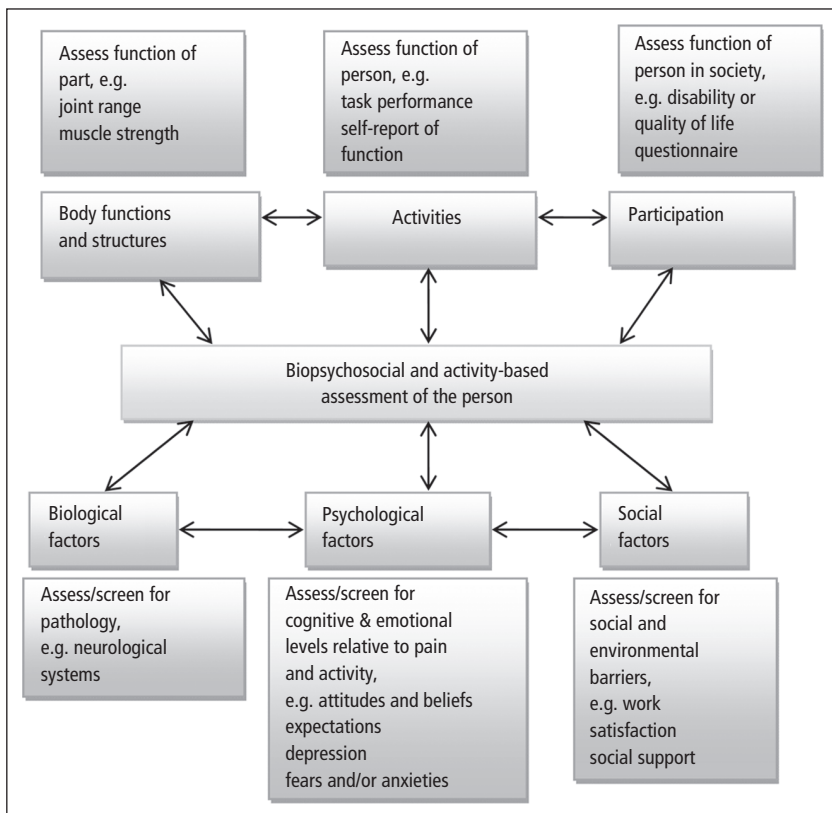 Assess function of
part, e.g.
joint range
muscle strength
Assess function of
person, e.g.
task performance
self-report of
function
Assess function of
person in society,
e.g. disability or
quality of life
questionnaire
Body functions
and structures
Activities
Participation
Biopsychosocial and activity-based
assessment of the person
Biological
factors
Psychological
factors
Social
factors
Assess/screen for
pathology,
e.g. neurological
systems
Assess/screen for
cognitive & emotional
levels relative to pain
and activity,
e.g. attitudes and beliefs
expectations
depression
fears and/or anxieties
Assess/screen for
social and
environmental
barriers,
e.g. work
satisfaction
social support